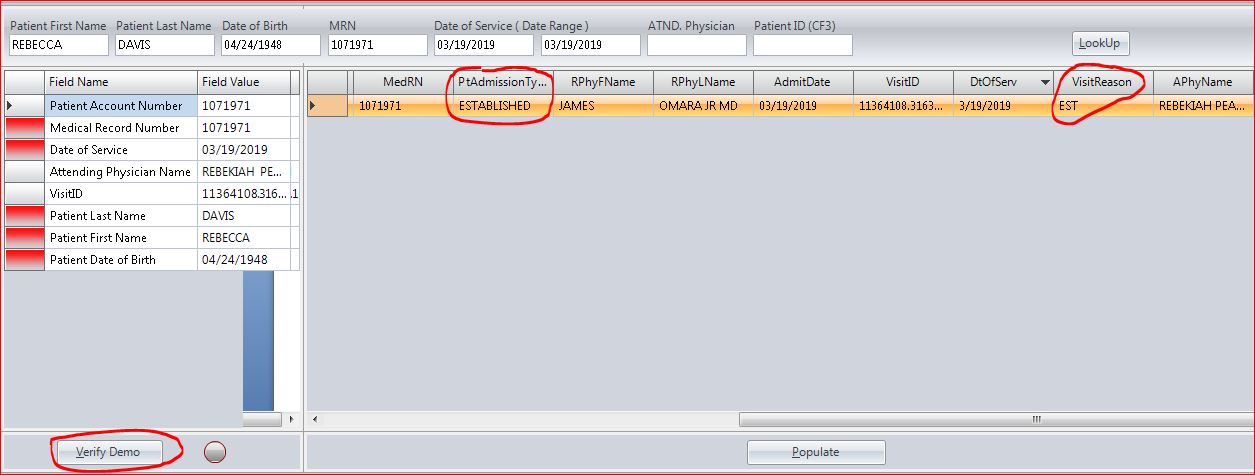 Patient First Name Patient Last Name Date of Birth MRN Date of Service ( Date Range ) ATND. Physician Patient ID (CF3)
REBECCA DAVIS 04/24/1948 1071971 03/19/2019 03/19/2019
LookUp
Field Name Field Value
Patient Account Number 1071971
Medical Record Number 1071971
Date of Service 03/19/2019
Attending Physician Name REBEKIAH PE...
VisitID 11364108.316... .1
Patient Last Name DAVIS
Patient First Name REBECCA
Patient Date of Birth 04/24/1948
MedRN PtAdmissionTy... RPhyFName RPhyLName AdmitDate VisitID DtOfServ VisitReason APhyName
1071971 ESTABLISHED JAMES OMARA JR MD 03/19/2019 11364108.3163... 3/19/2019 EST REBEKIAH PEA...
Verify Demo
Populate